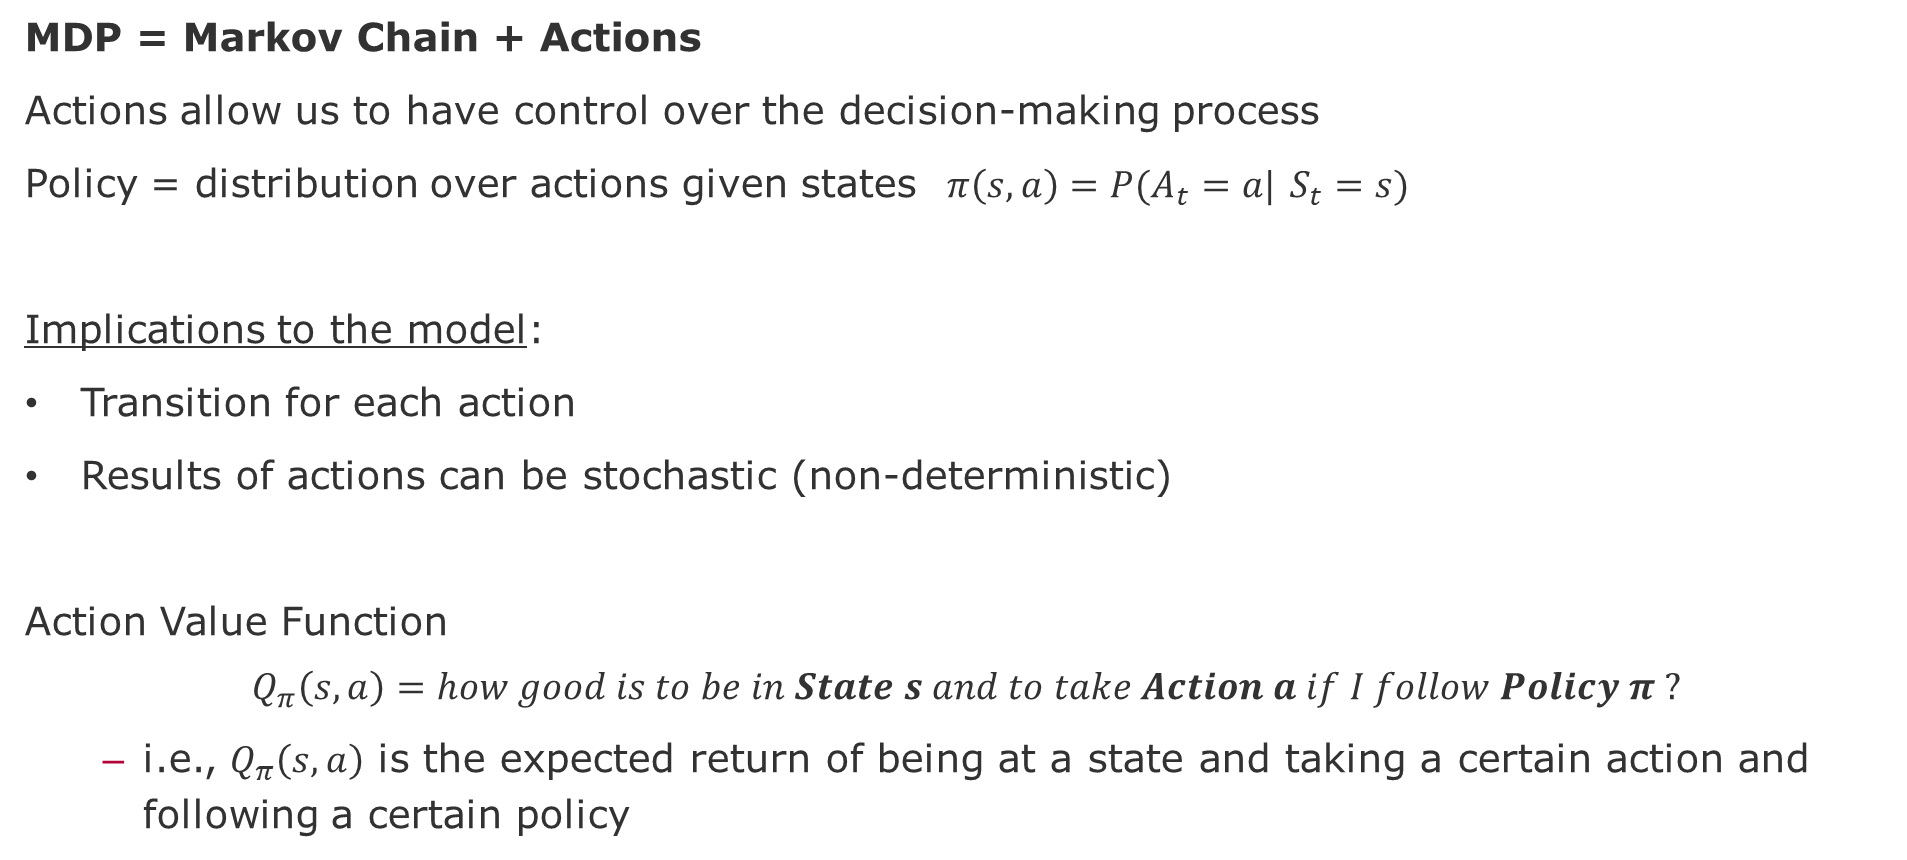 MDP = Markov Chain + Actions
Actions allow us to have control over the decision-making process
Policy = distribution over actions given states π(s, a) = P(Aₜ = a| Sₜ = s)
Implications to the model:
• Transition for each action
• Results of actions can be stochastic (non-deterministic)
Action Value Function
Q_π(s, a) = how good is to be in State s and to take Action a if I follow Policy π ?
– i.e., Q_π(s, a) is the expected return of being at a state and taking a certain action and
following a certain policy